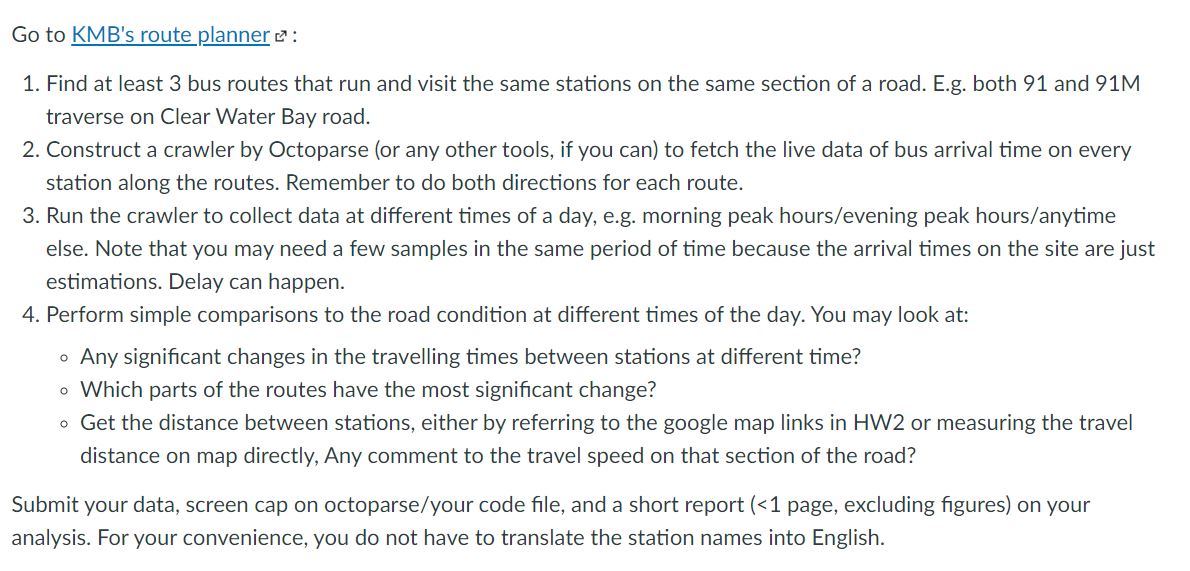 Go to KMB's route planner :
1. Find at least 3 bus routes that run and visit the same stations on the same section of a road. E.g. both 91 and 91M
traverse on Clear Water Bay road.
2. Construct a crawler by Octoparse (or any other tools, if you can) to fetch the live data of bus arrival time on every
station along the routes. Remember to do both directions for each route.
3. Run the crawler to collect data at different times of a day, e.g. morning peak hours/evening peak hours/anytime
else. Note that you may need a few samples in the same period of time because the arrival times on the site are just
estimations. Delay can happen.
4. Perform simple comparisons to the road condition at different times of the day. You may look at:
◦ Any significant changes in the travelling times between stations at different time?
◦ Which parts of the routes have the most significant change?
◦ Get the distance between stations, either by referring to the google map links in HW2 or measuring the travel
distance on map directly, Any comment to the travel speed on that section of the road?
Submit your data, screen cap on octoparse/your code file, and a short report (<1 page, excluding figures) on your
analysis. For your convenience, you do not have to translate the station names into English.